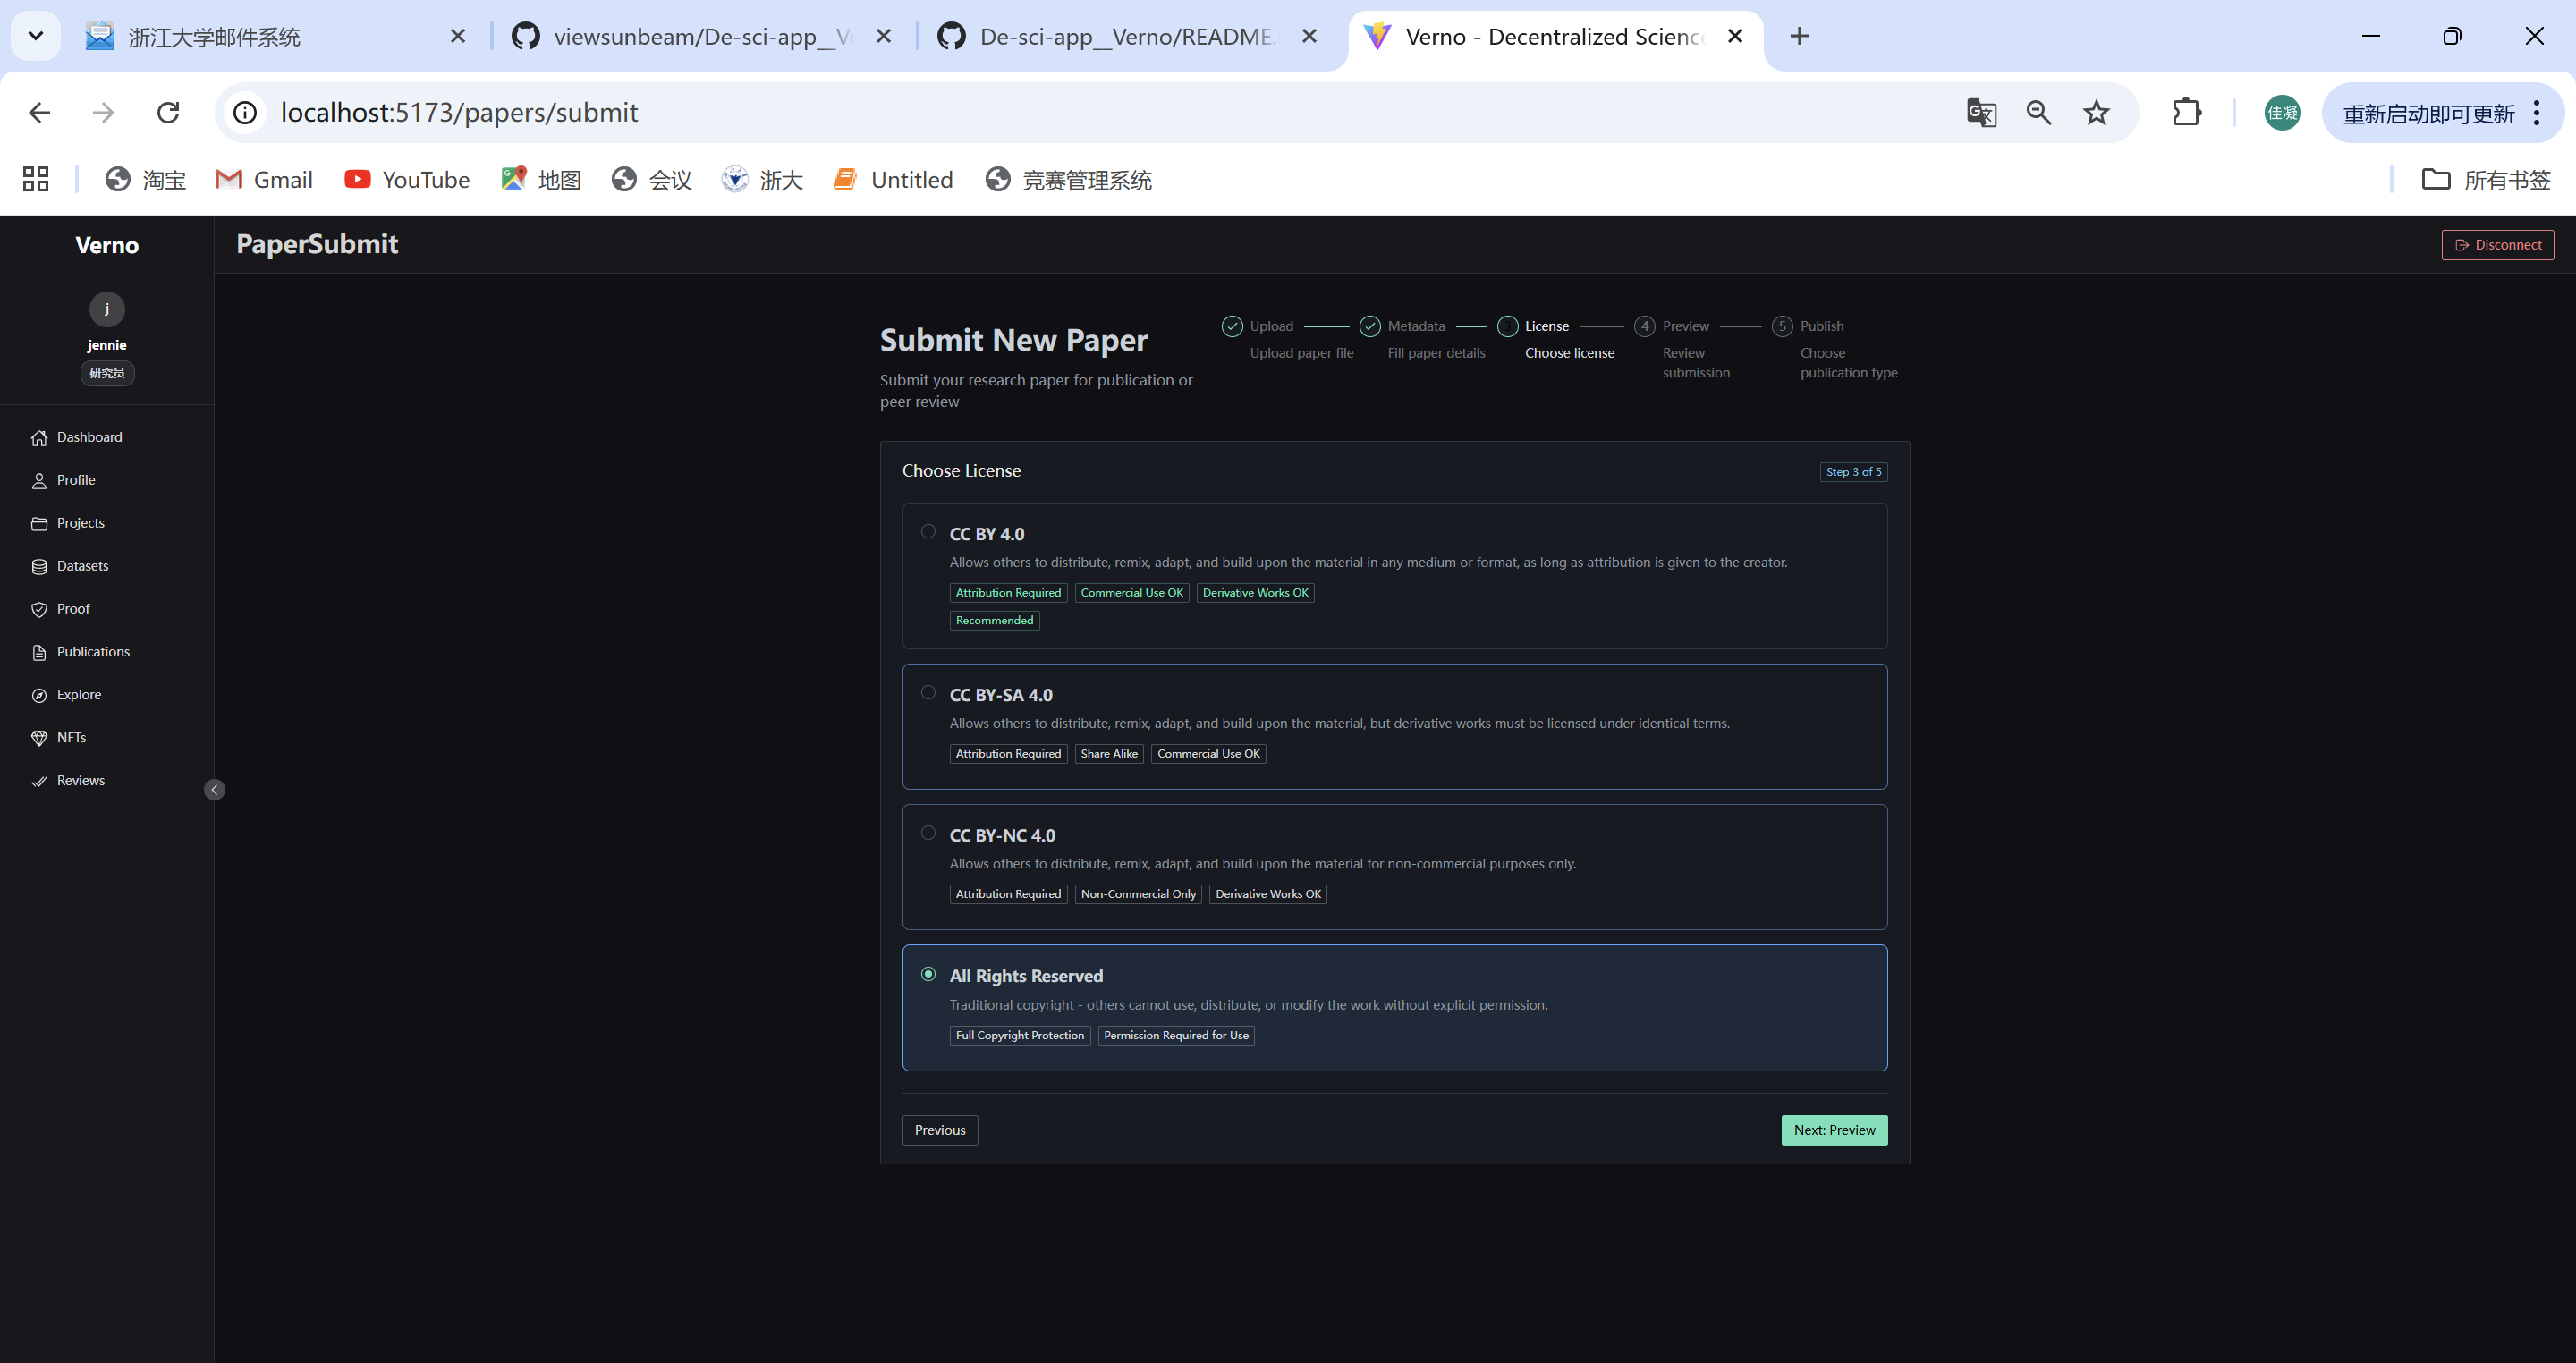 浙江大学邮件系统
viewsunbeam/De-sci-app__Ve
De-sci-app__Verno/README.
Verno - Decentralized Science
localhost:5173/papers/submit
佳凝
重新启动即可更新
淘宝
Gmail
YouTube
地图
会议
浙大
Untitled
竞赛管理系统
所有书签
Verno
j
jennie
研究员
Dashboard
Profile
Projects
Datasets
Proof
Publications
Explore
NFTs
Reviews
PaperSubmit
Disconnect
Submit New Paper
Submit your research paper for publication or
peer review
Upload
Upload paper file
Metadata
Fill paper details
3
License
Choose license
4
Preview
Review
submission
5
Publish
Choose
publication type
Choose License
Step 3 of 5
CC BY 4.0
Allows others to distribute, remix, adapt, and build upon the material in any medium or format, as long as attribution is given to the creator.
Attribution Required
Commercial Use OK
Derivative Works OK
Recommended
CC BY-SA 4.0
Allows others to distribute, remix, adapt, and build upon the material, but derivative works must be licensed under identical terms.
Attribution Required
Share Alike
Commercial Use OK
CC BY-NC 4.0
Allows others to distribute, remix, adapt, and build upon the material for non-commercial purposes only.
Attribution Required
Non-Commercial Only
Derivative Works OK
All Rights Reserved
Traditional copyright - others cannot use, distribute, or modify the work without explicit permission.
Full Copyright Protection
Permission Required for Use
Previous
Next: Preview